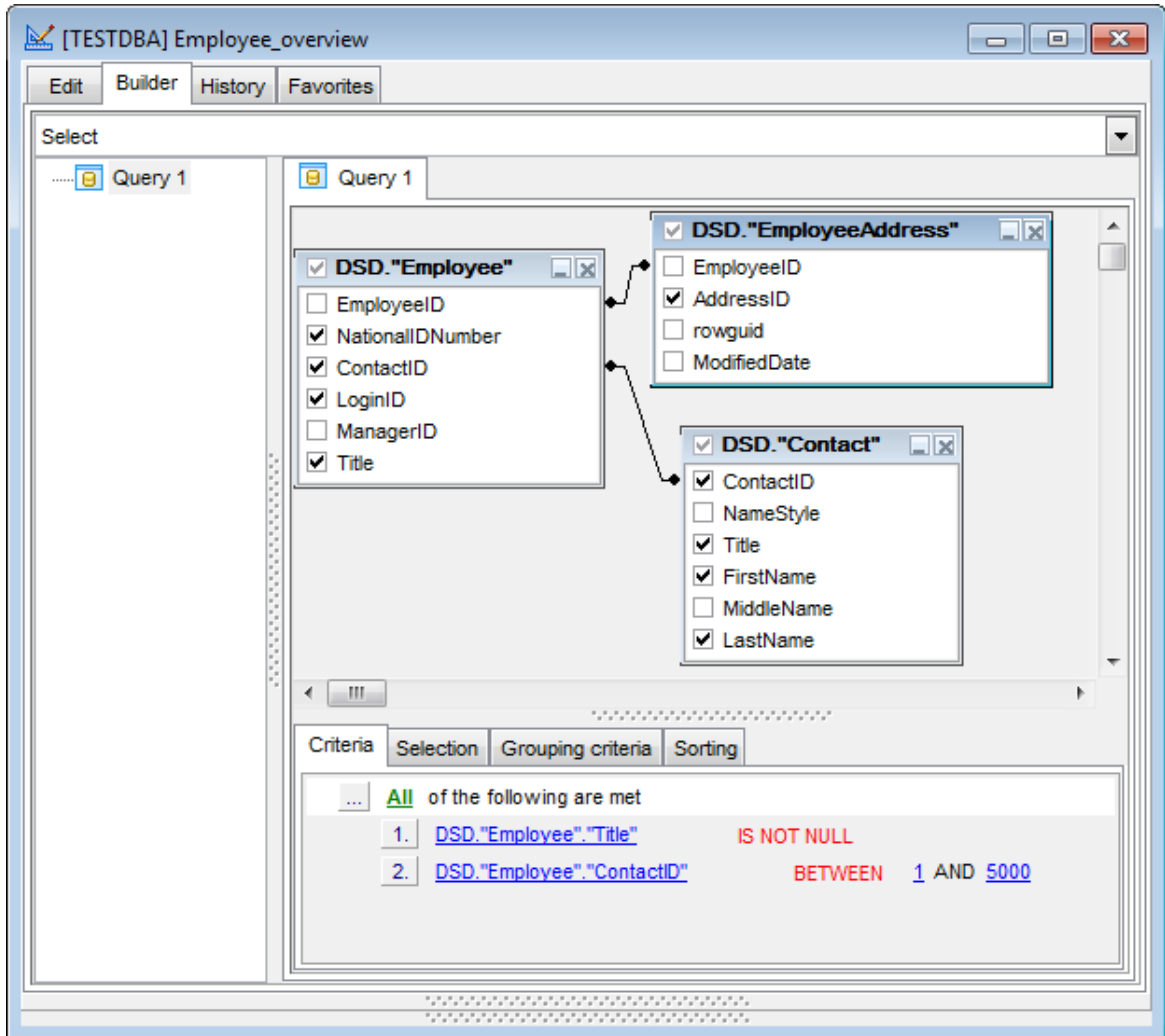 [TESTDBA] Employee_overview
Edit Builder History Favorites
Select
Query 1
Query 1
DSD."Employee"
EmployeeID
NationalIDNumber
ContactID
LoginID
ManagerID
Title
DSD."EmployeeAddress"
EmployeeID
AddressID
rowguid
ModifiedDate
DSD."Contact"
ContactID
NameStyle
Title
FirstName
MiddleName
LastName
Criteria Selection Grouping criteria Sorting
... All of the following are met
1. DSD."Employee"."Title" IS NOT NULL
2. DSD."Employee"."ContactID" BETWEEN 1 AND 5000